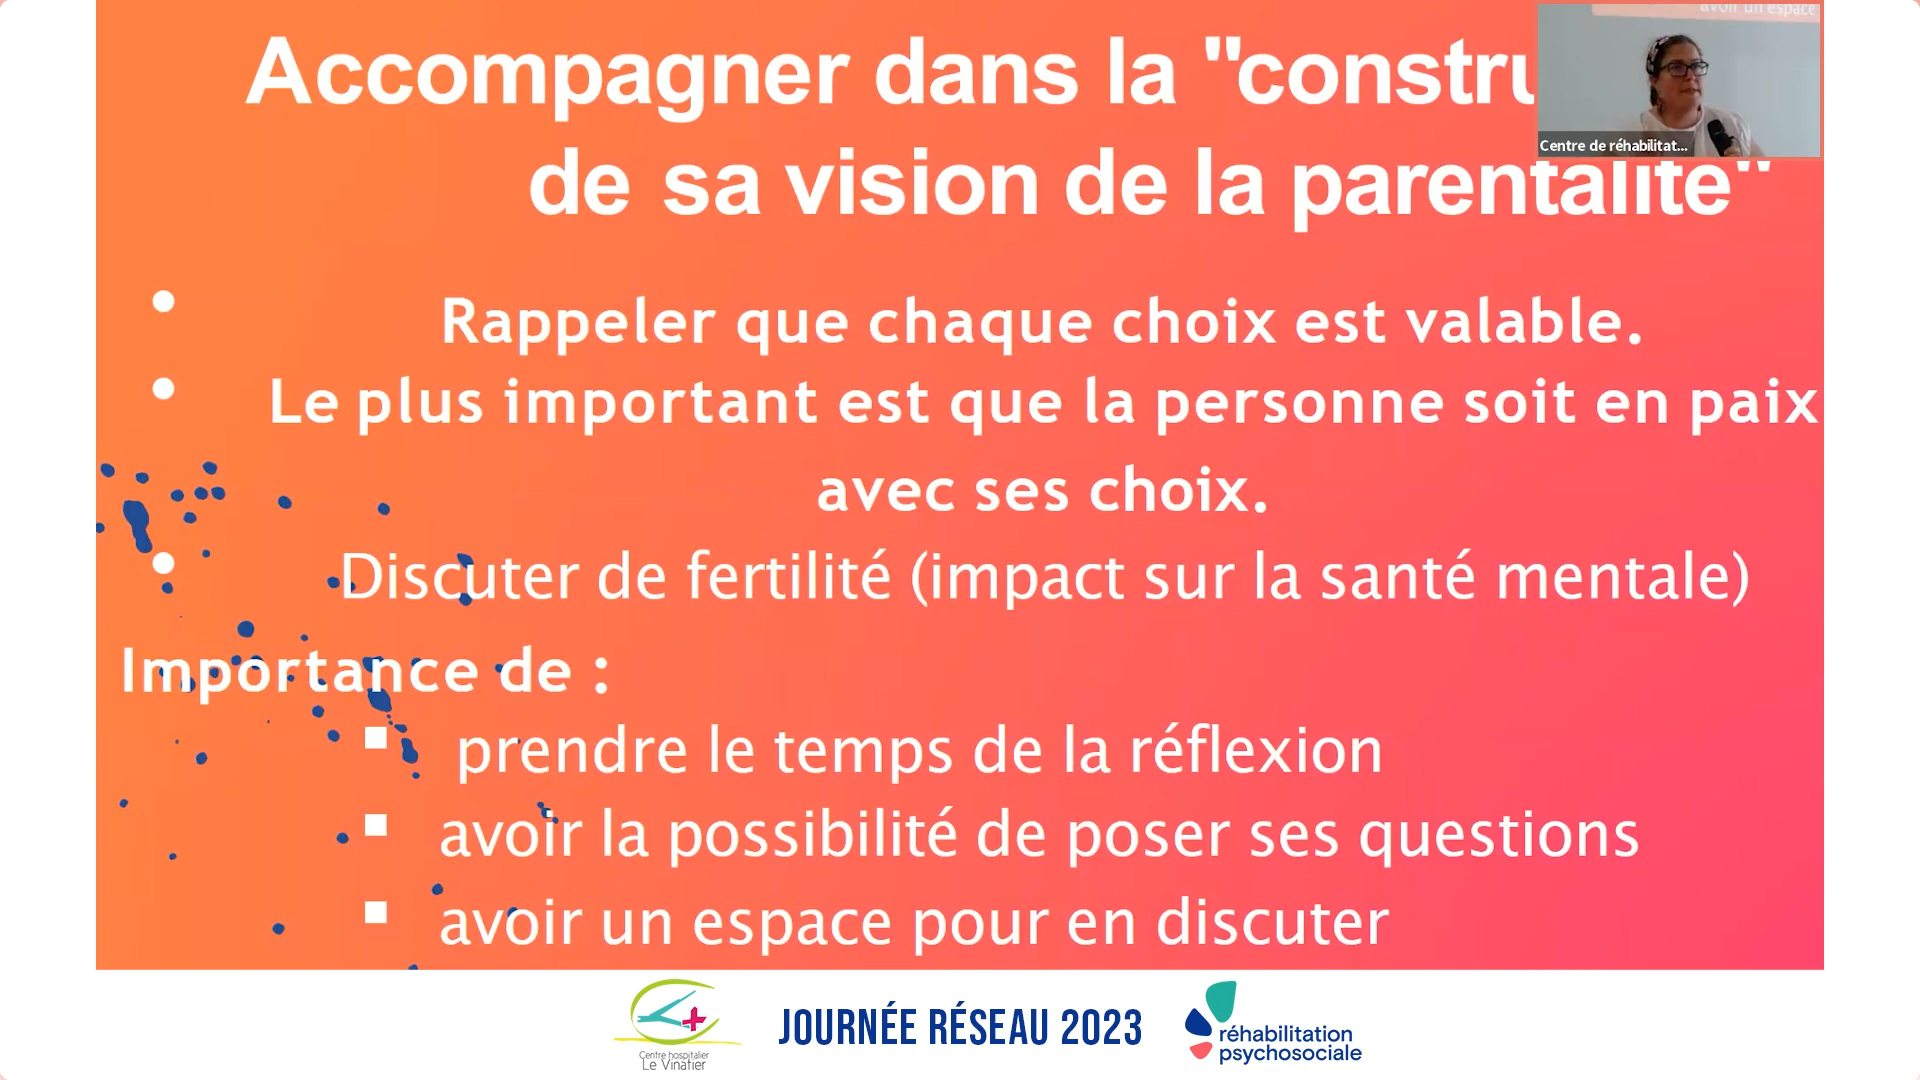 avoir un espace
Accompagner dans la "constru
Centre de réhabilitat...
de sa vision de la parentalité"
• Rappeler que chaque choix est valable.
• Le plus important est que la personne soit en paix
avec ses choix.
• Discuter de fertilité (impact sur la santé mentale)
Importance de :
▪ prendre le temps de la réflexion
▪ avoir la possibilité de poser ses questions
▪ avoir un espace pour en discuter
Centre hospitalier
Le Vinatier
JOURNÉE RÉSEAU 2023
réhabilitation
psychosociale